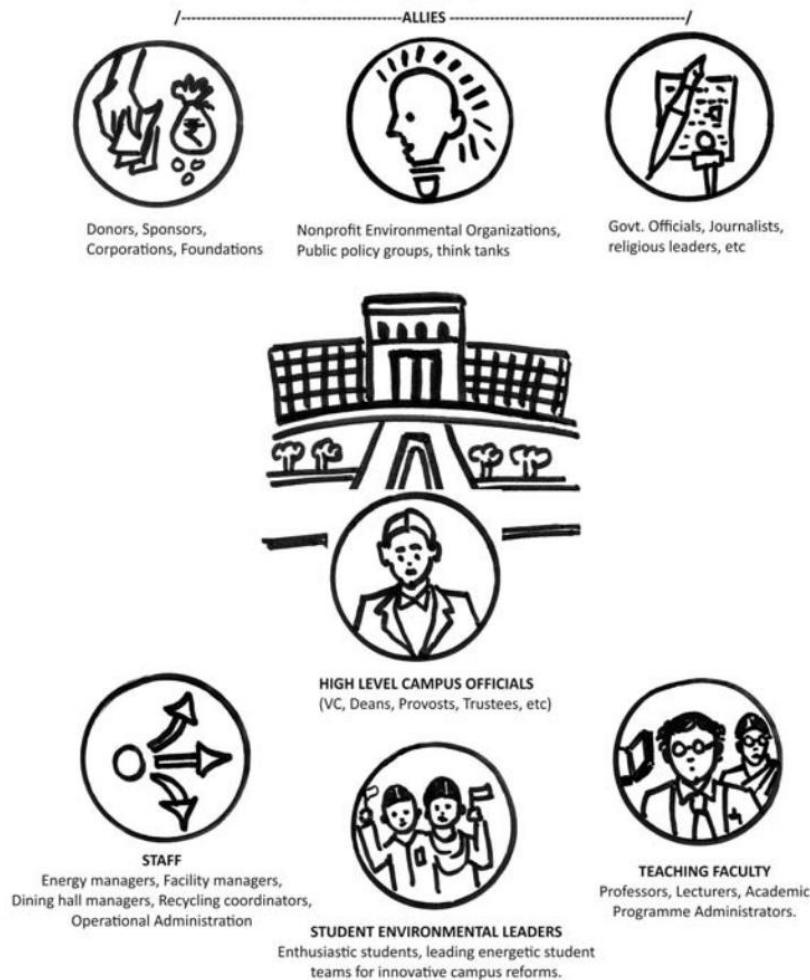 /----------------------------------ALLIES ------------------------------------/
Donors, Sponsors,
Corporations, Foundations
Nonprofit Environmental Organizations,
Public policy groups, think tanks
Govt. Officials, Journalists,
religious leaders, etc
₹
HIGH LEVEL CAMPUS OFFICIALS
(VC, Deans, Provosts, Trustees, etc)
STAFF
Energy managers, Facility managers,
Dining hall managers, Recycling coordinators,
Operational Administration
STUDENT ENVIRONMENTAL LEADERS
Enthusiastic students, leading energetic student
teams for innovative campus reforms.
TEACHING FACULTY
Professors, Lecturers, Academic
Programme Administrators.